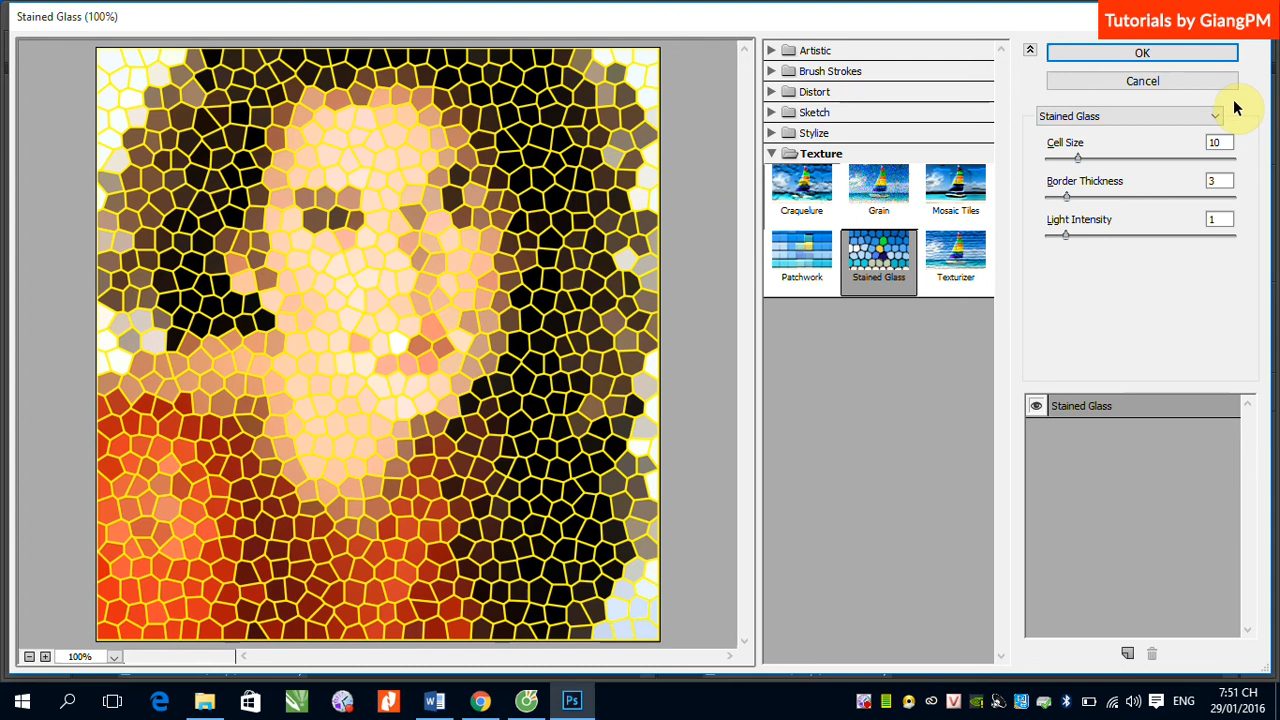 Stained Glass (100%)
Tutorials by GiangPM
Artistic
Brush Strokes
Distort
Sketch
Stylize
Texture
Craquelure
Grain
Mosaic Tiles
Patchwork
Stained Glass
Texturizer
OK
Cancel
Stained Glass
Cell Size
10
Border Thickness
3
Light Intensity
1
Stained Glass
100%
ENG
7:51 CH
29/01/2016